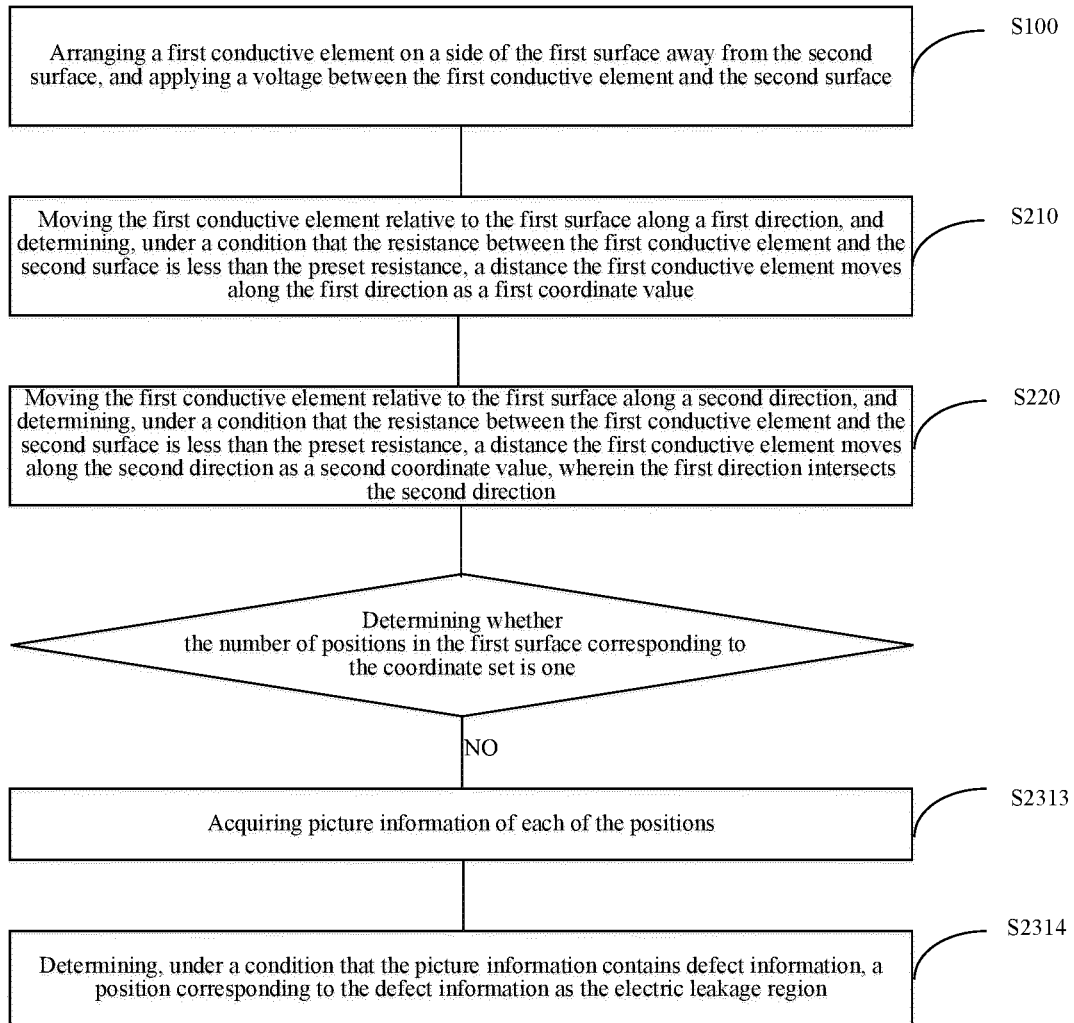 S100
Arranging a first conductive element on a side of the first surface away from the second
surface, and applying a voltage between the first conductive element and the second surface
S210
Moving the first conductive element relative to the first surface along a first direction, and
determining, under a condition that the resistance between the first conductive element and the
second surface is less than the preset resistance, a distance the first conductive element moves
along the first direction as a first coordinate value
S220
Moving the first conductive element relative to the first surface along a second direction, and
determining, under a condition that the resistance between the first conductive element and the
second surface is less than the preset resistance, a distance the first conductive element moves
along the second direction as a second coordinate value, wherein the first direction intersects
the second direction
Determining whether
the number of positions in the first surface corresponding to
the coordinate set is one
NO
S2313
Acquiring picture information of each of the positions
S2314
Determining, under a condition that the picture information contains defect information, a
position corresponding to the defect information as the electric leakage region